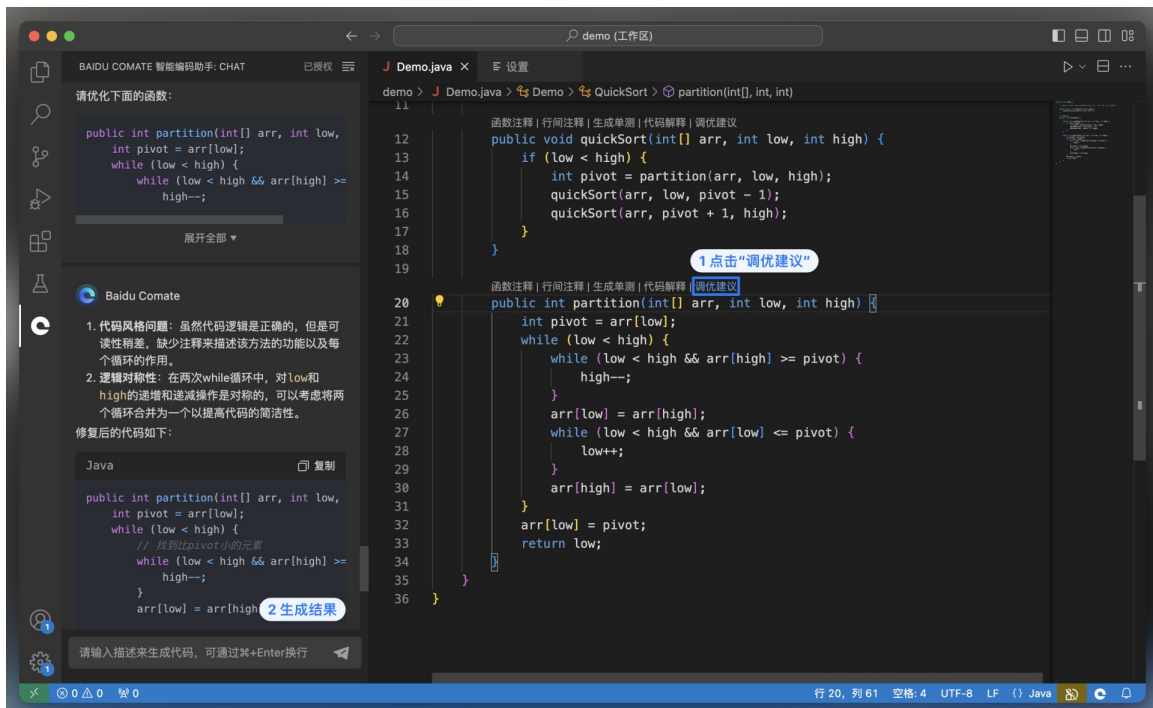 demo (工作区)
BAIDU COMATE 智能编码助手: CHAT 已授权
请优化下面的函数:
public int partition(int[] arr, int low,
int pivot = arr[low];
while (low < high) {
while (low < high && arr[high] >=
high--;
展开全部 ▼
Baidu Comate
1. 代码风格问题：虽然代码逻辑是正确的，但是可
读性稍差，缺少注释来描述该方法的功能以及每
个循环的作用。
2. 逻辑对称性：在两次while循环中，对low和
high的递增和递减操作是对称的，可以考虑将两
个循环合并为一个以提高代码的简洁性。
修复后的代码如下：
Java 复制
public int partition(int[] arr, int low,
int pivot = arr[low];
while (low < high) {
// 找到比pivot小的元素
while (low < high && arr[high] >=
high--;
}
arr[low] = arr[high
2 生成结果
请输入描述来生成代码，可通过⌘+Enter换行
J Demo.java × 设置
demo > J Demo.java > Demo > QuickSort > partition(int[], int, int)
11
函数注释 | 行间注释 | 生成单测 | 代码解释 | 调优建议
12 public void quickSort(int[] arr, int low, int high) {
13 if (low < high) {
14 int pivot = partition(arr, low, high);
15 quickSort(arr, low, pivot - 1);
16 quickSort(arr, pivot + 1, high);
17 }
18 }
1 点击“调优建议”
19
函数注释 | 行间注释 | 生成单测 | 代码解释 | 调优建议
20 public int partition(int[] arr, int low, int high) {
21 int pivot = arr[low];
22 while (low < high) {
23 while (low < high && arr[high] >= pivot) {
24 high--;
25 }
26 arr[low] = arr[high];
27 while (low < high && arr[low] <= pivot) {
28 low++;
29 }
30 arr[high] = arr[low];
31 }
32 arr[low] = pivot;
33 return low;
34 }
35 }
36 }
1
1
0 0 0 行 20，列 61 空格: 4 UTF-8 LF {} Java